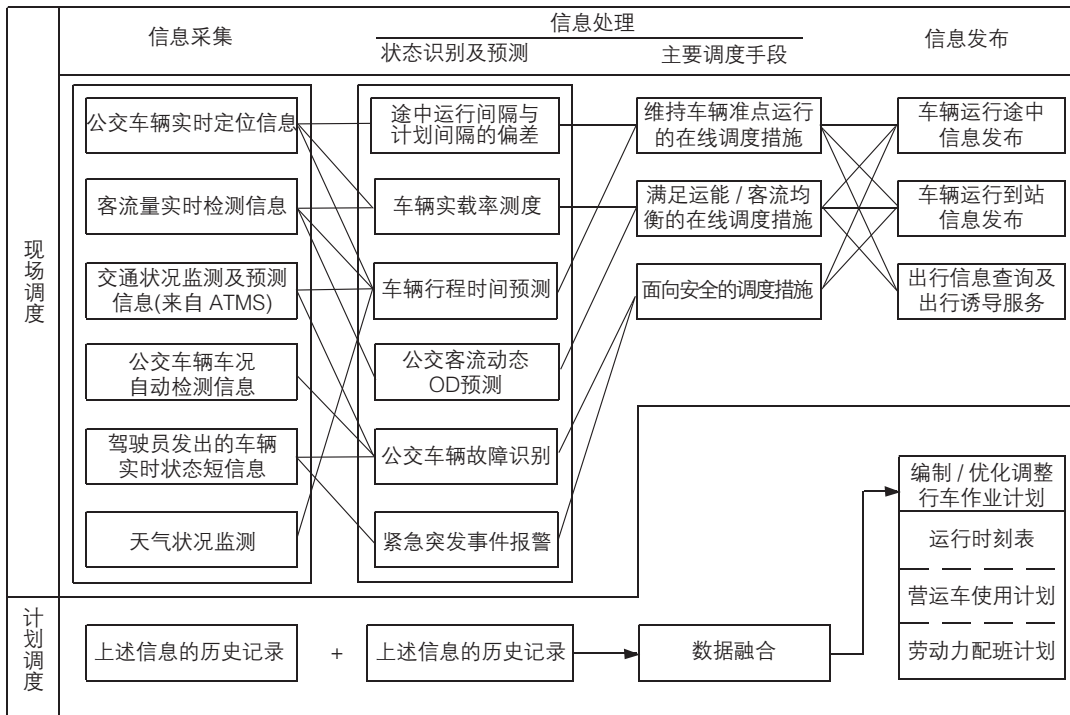 信息采集
信息处理
状态识别及预测
主要调度手段
信息发布
现场调度
公交车辆实时定位信息
客流量实时检测信息
交通状况监测及预测
信息(来自 ATMS)
公交车辆车况
自动检测信息
驾驶员发出的车辆
实时状态短信息
天气状况监测
途中运行间隔与
计划间隔的偏差
车辆实载率测度
车辆行程时间预测
公交客流动态
OD预测
公交车辆故障识别
紧急突发事件报警
维持车辆准点运行
的在线调度措施
满足运能 / 客流均
衡的在线调度措施
面向安全的调度措施
车辆运行途中
信息发布
车辆运行到站
信息发布
出行信息查询及
出行诱导服务
计划调度
上述信息的历史记录
+
上述信息的历史记录
数据融合
编制 / 优化调整
行车作业计划
运行时刻表
营运车使用计划
劳动力配班计划